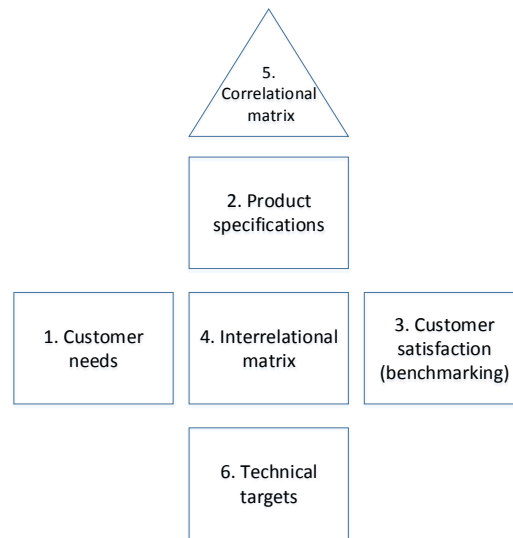 5.
Correlational
matrix
2. Product
specifications
1. Customer
needs
4. Interrelational
matrix
3. Customer
satisfaction
(benchmarking)
6. Technical
targets